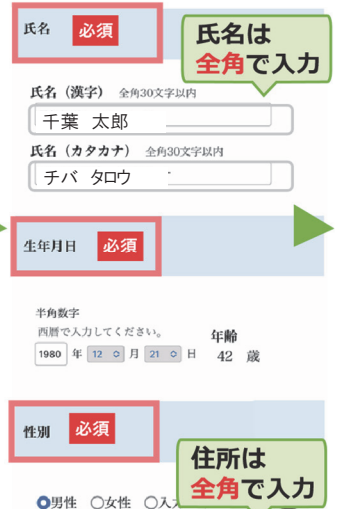 氏名 必須
氏名は
全角で入力
氏名（漢字） 全角30文字以内
千葉 太郎
氏名（カタカナ） 全角30文字以内
チバ タロウ
生年月日 必須
半角数字
西暦で入力してください。
年齢
1980 年 12 月 21 日 42 歳
性別 必須
住所は
全角で入力
男性 女性